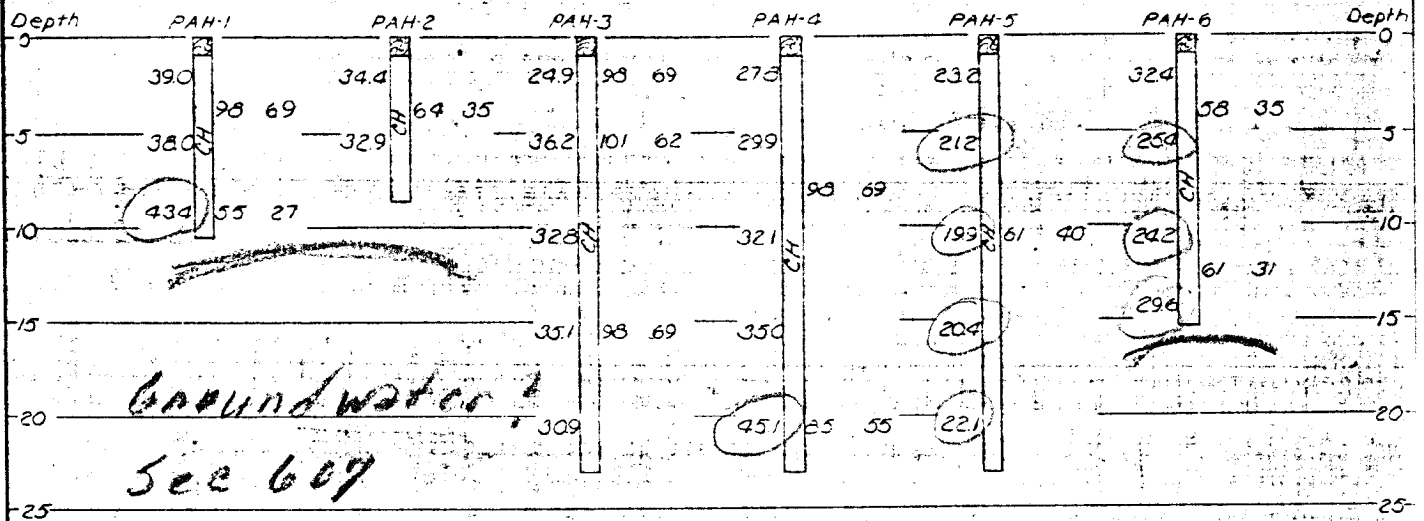 Depth PAH-1 PAH-2 PAH-3 PAH-4 PAH-5 PAH-6 Depth
0 0
39.0 34.4 24.9 98 69 27.8 23.2 32.4
98 69 64 35 58 35
5 38.0 CH 32.9 CH 36.2 101 62 29.9 21.2 25.4 5
98 69 CH
43.4 55 27
10 32.8 CH 32.1 CH 19.9 CH 61 40 24.2 10
61 31
29.6
15 35.1 98 69 35.0 20.4 15
Groundwater?
20 30.9 45.1 85 55 22.1 20
See 607
25 25